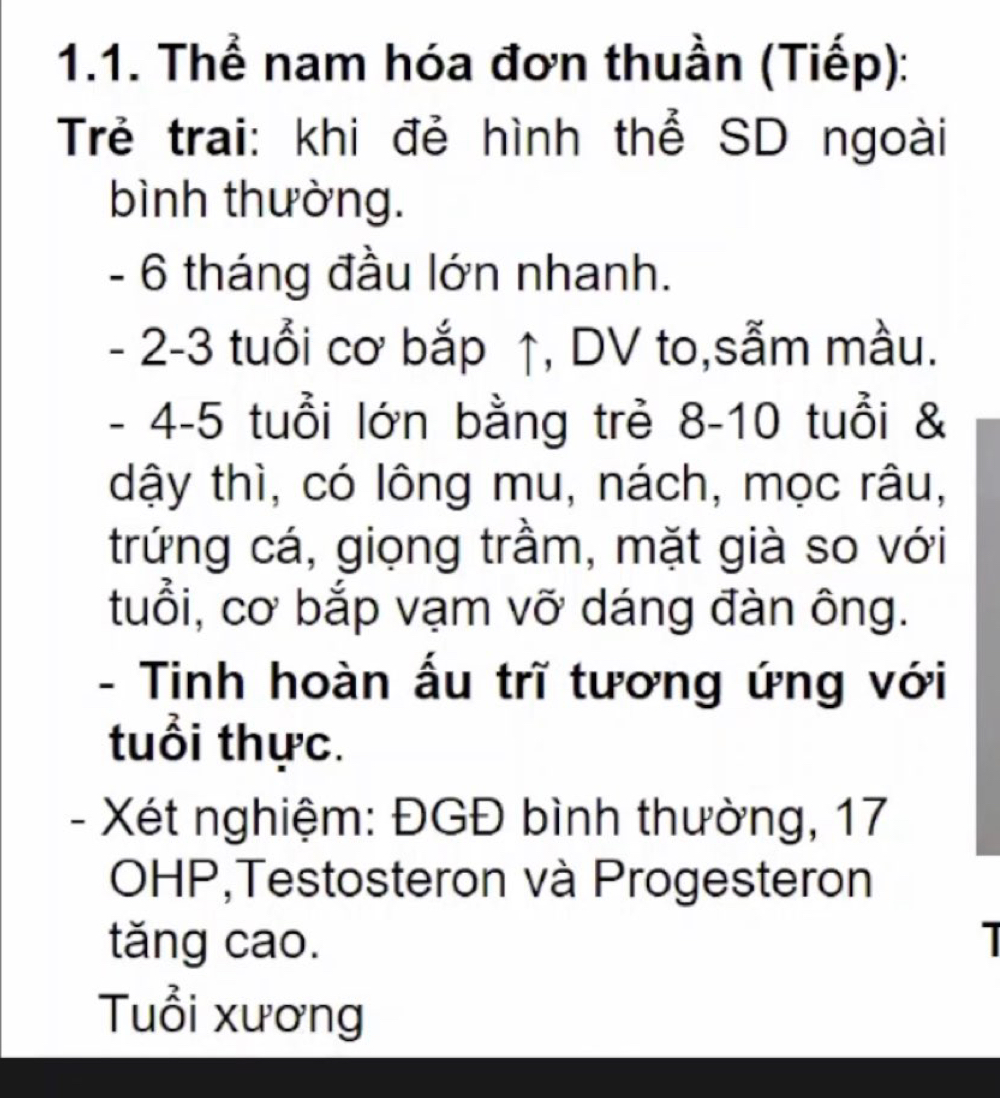 1.1. Thể nam hóa đơn thuần (Tiếp):
Trẻ trai: khi đẻ hình thể SD ngoài
bình thường.
- 6 tháng đầu lớn nhanh.
- 2-3 tuổi cơ bắp ↑, DV to,sẫm mầu.
- 4-5 tuổi lớn bằng trẻ 8-10 tuổi &
dậy thì, có lông mu, nách, mọc râu,
trứng cá, giọng trầm, mặt già so với
tuổi, cơ bắp vạm vỡ dáng đàn ông.
- Tinh hoàn ấu trĩ tương ứng với
tuổi thực.
- Xét nghiệm: ĐGĐ bình thường, 17
OHP,Testosteron và Progesteron
tăng cao.
Tuổi xương